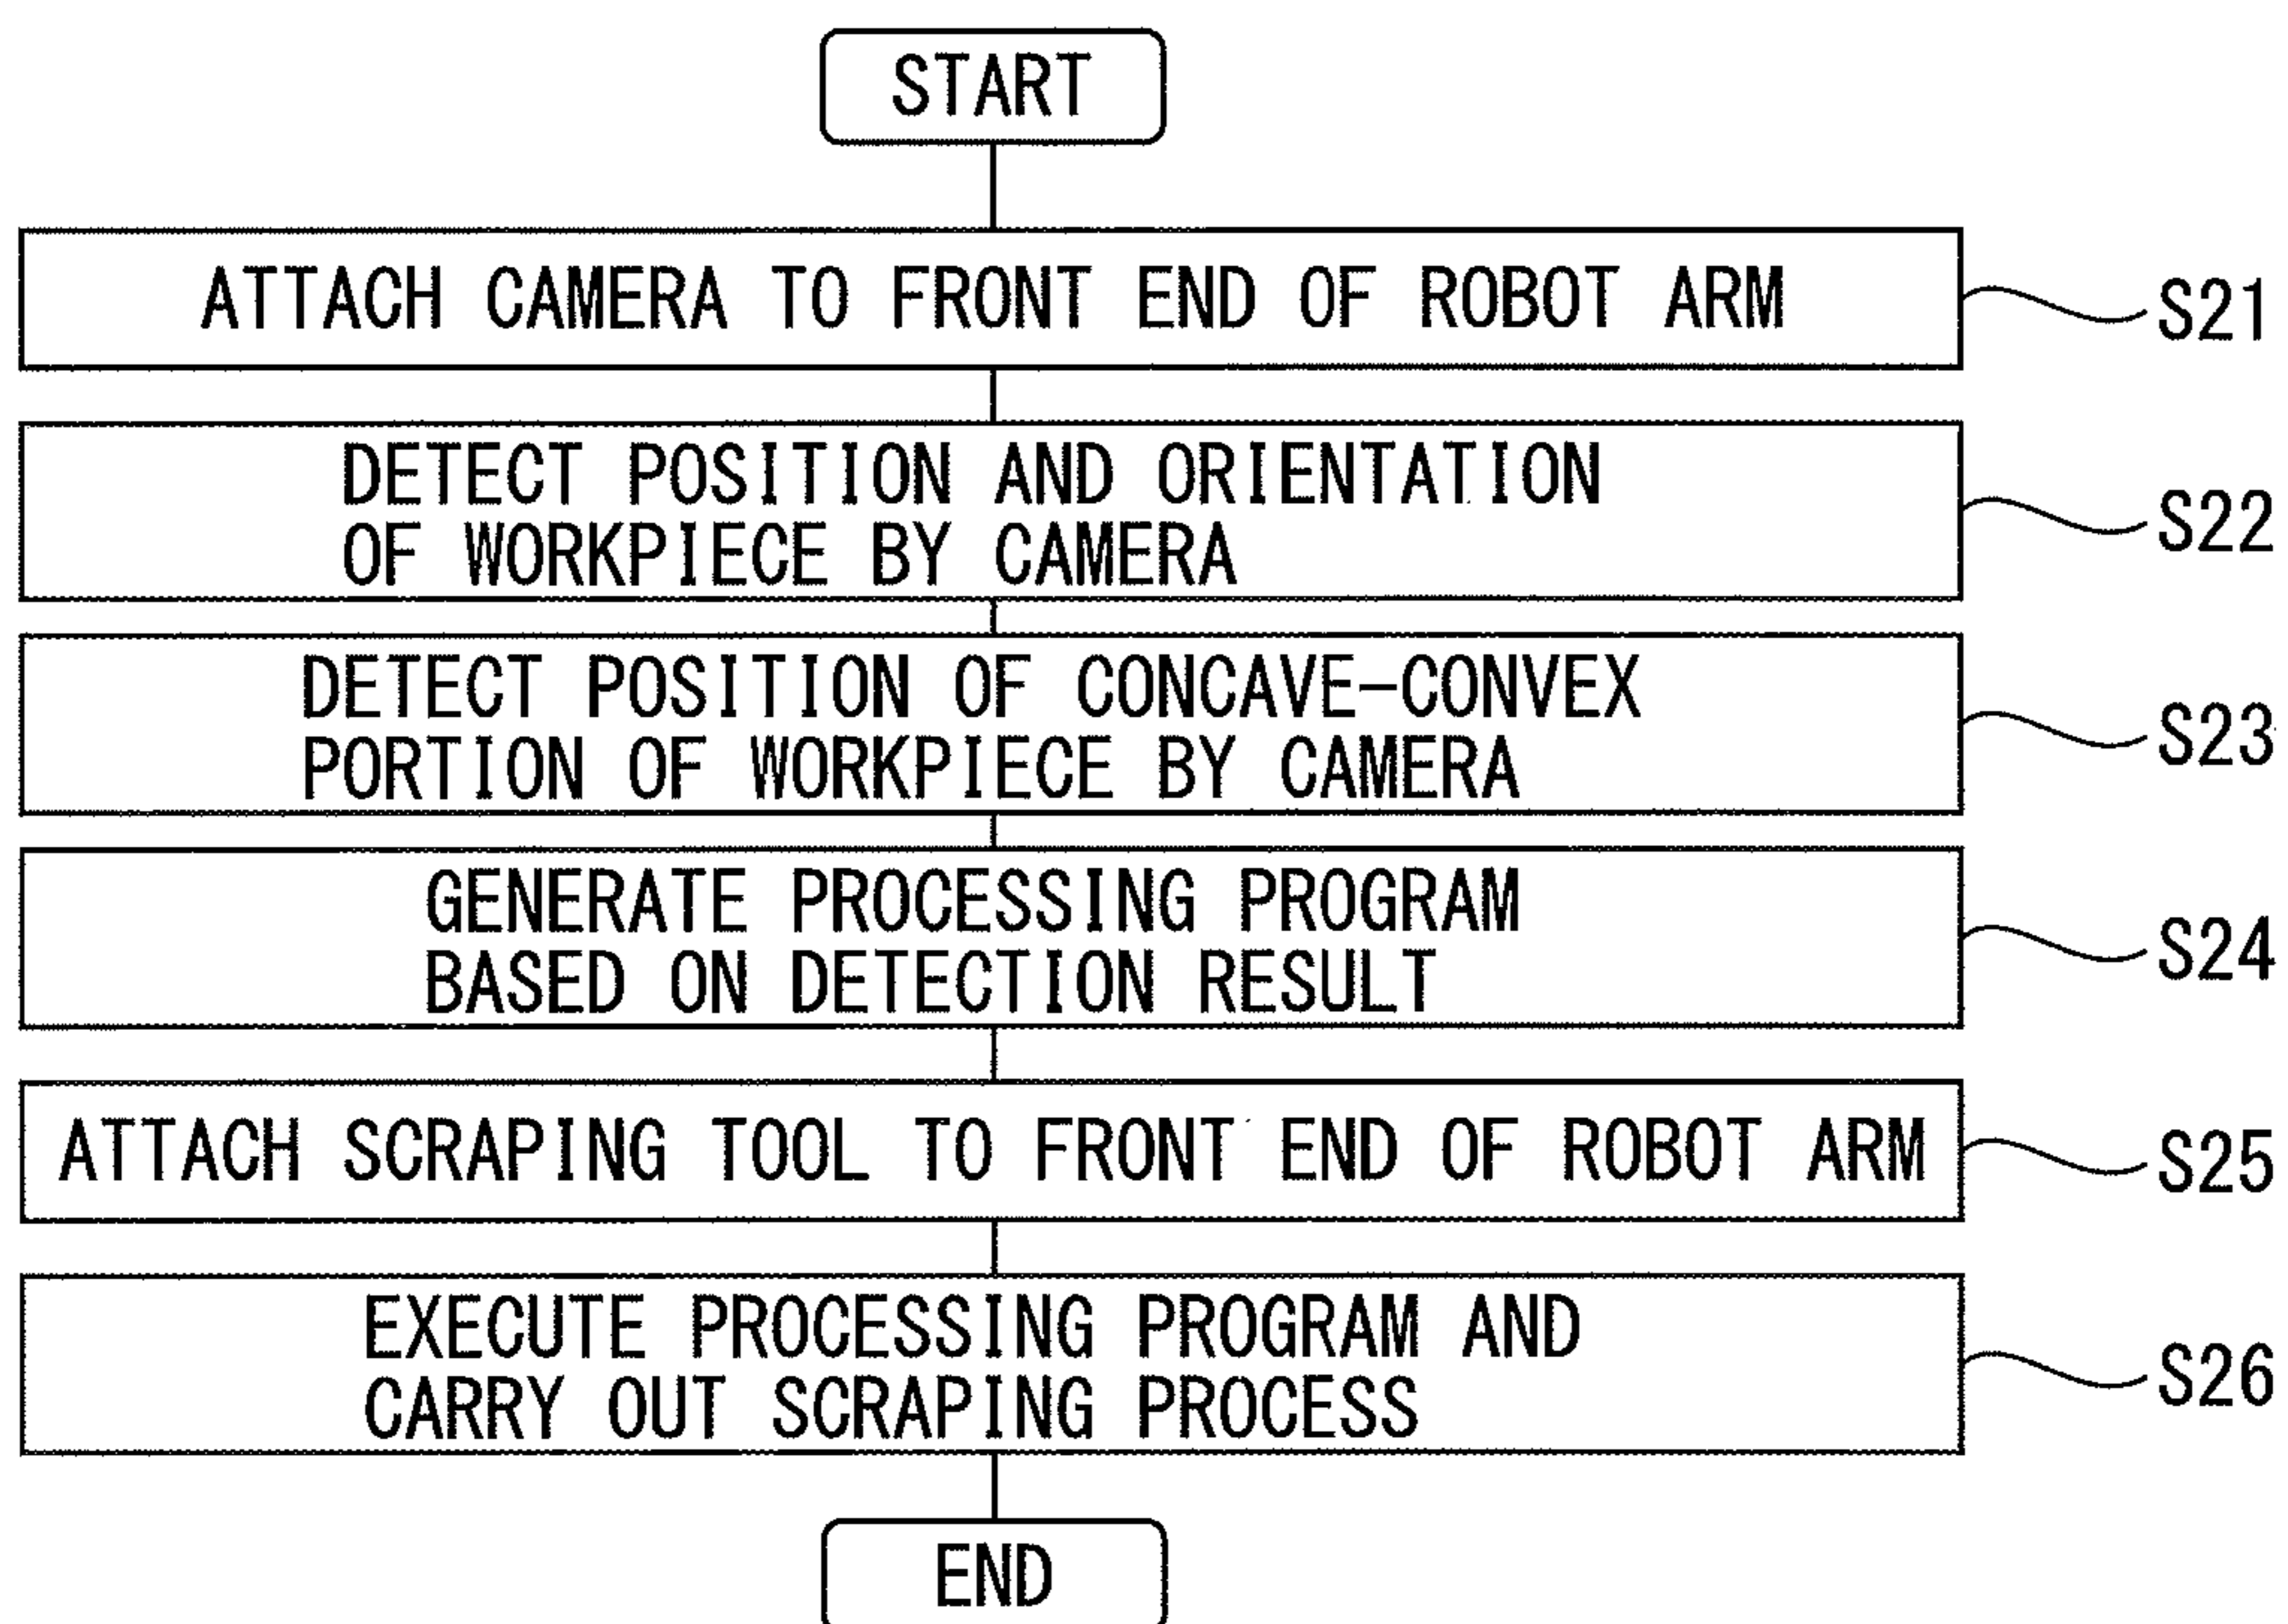 START
ATTACH CAMERA TO FRONT END OF ROBOT ARM
S21
DETECT POSITION AND ORIENTATION
OF WORKPIECE BY CAMERA
S22
DETECT POSITION OF CONCAVE-CONVEX
PORTION OF WORKPIECE BY CAMERA
S23
GENERATE PROCESSING PROGRAM
BASED ON DETECTION RESULT
S24
ATTACH SCRAPING TOOL TO FRONT END OF ROBOT ARM
S25
EXECUTE PROCESSING PROGRAM AND
CARRY OUT SCRAPING PROCESS
S26
END